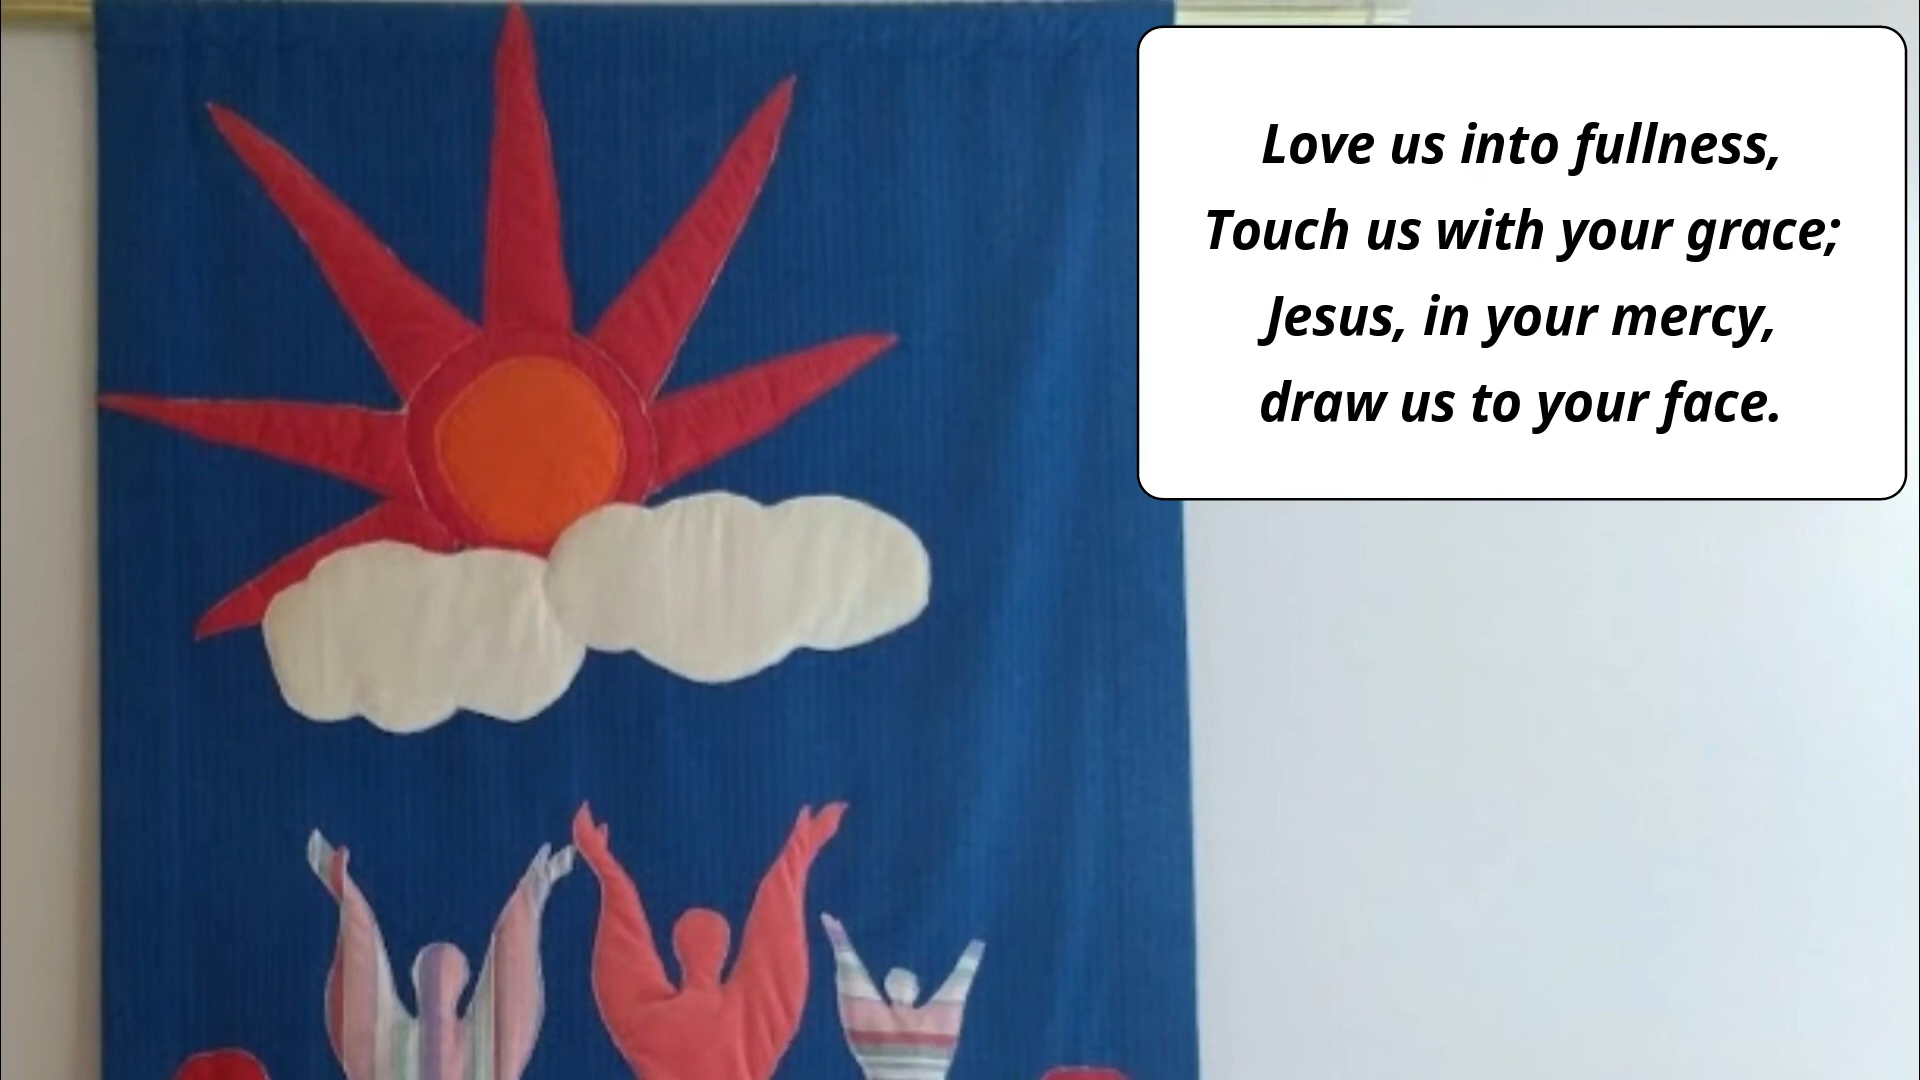 Love us into fullness,
Touch us with your grace;
Jesus, in your mercy,
draw us to your face.